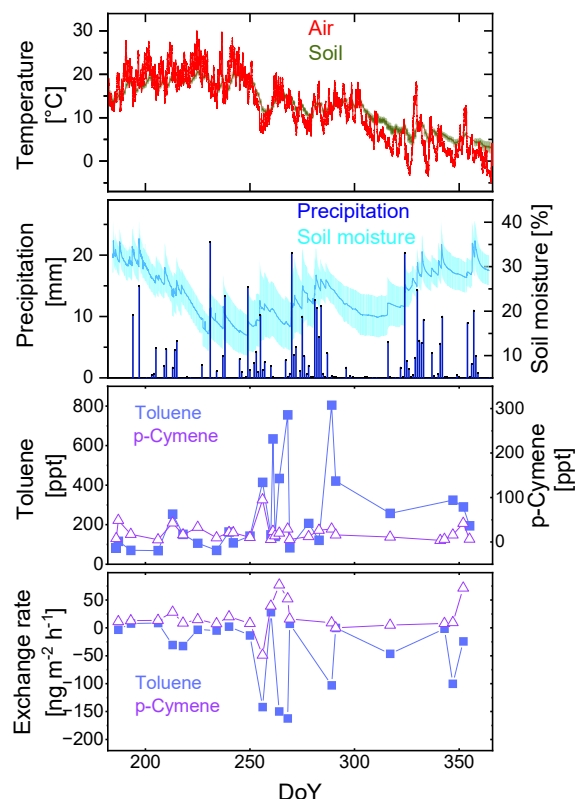 Temperature
[°C]
30
20
10
0
Air
Soil
Precipitation
[mm]
20
10
0
Precipitation
Soil moisture
40
30
20
10
Soil moisture [%]
Toluene
[ppt]
800
600
400
200
0
Toluene
p-Cymene
300
200
100
0
p-Cymene
[ppt]
Exchange rate
[ng m⁻² h⁻¹]
50
0
−50
−100
−150
−200
Toluene
p-Cymene
200
250
300
350
DoY